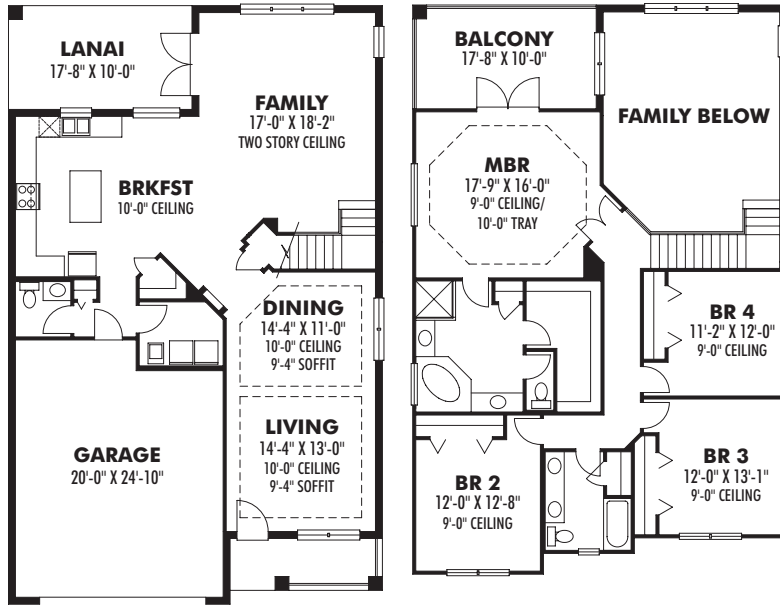 LANAI
17'-8" X 10'-0"
FAMILY
17'-0" X 18'-2"
TWO STORY CEILING
BRKFST
10'-0" CEILING
DINING
14'-4" X 11'-0"
10'-0" CEILING
9'-4" SOFFIT
LIVING
14'-4" X 13'-0"
10'-0" CEILING
9'-4" SOFFIT
GARAGE
20'-0" X 24'-10"
BALCONY
17'-8" X 10'-0"
FAMILY BELOW
MBR
17'-9" X 16'-0"
9'-0" CEILING/
10'-0" TRAY
BR 4
11'-2" X 12'-0"
9'-0" CEILING
BR 3
12'-0" X 13'-1"
9'-0" CEILING
BR 2
12'-0" X 12'-8"
9'-0" CEILING